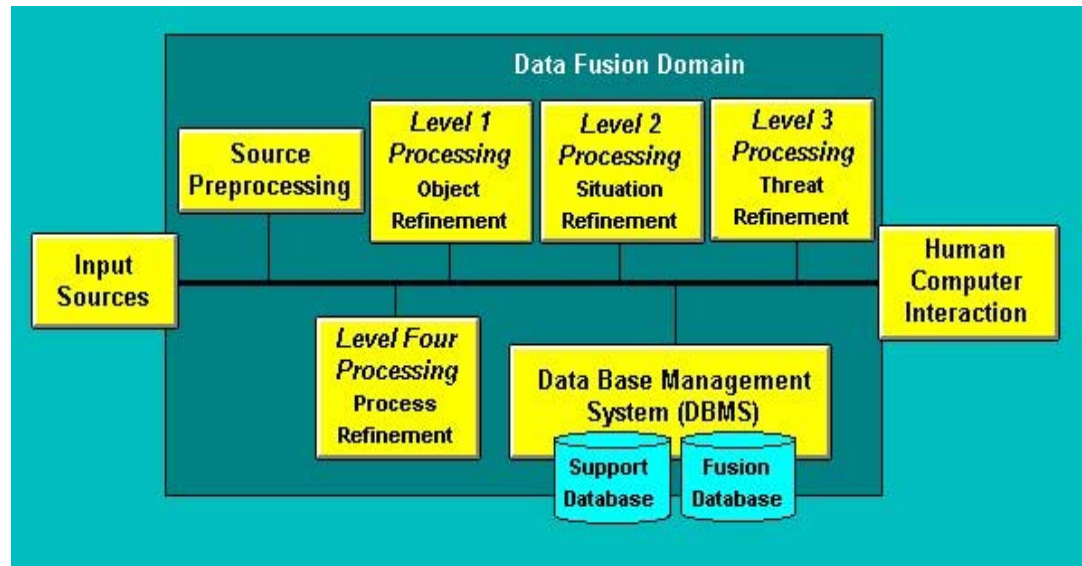 Data Fusion Domain
Source
Preprocessing
Level 1
Processing
Object
Refinement
Level 2
Processing
Situation
Refinement
Level 3
Processing
Threat
Refinement
Input
Sources
Human
Computer
Interaction
Level Four
Processing
Process
Refinement
Data Base Management
System (DBMS)
Support
Database
Fusion
Database